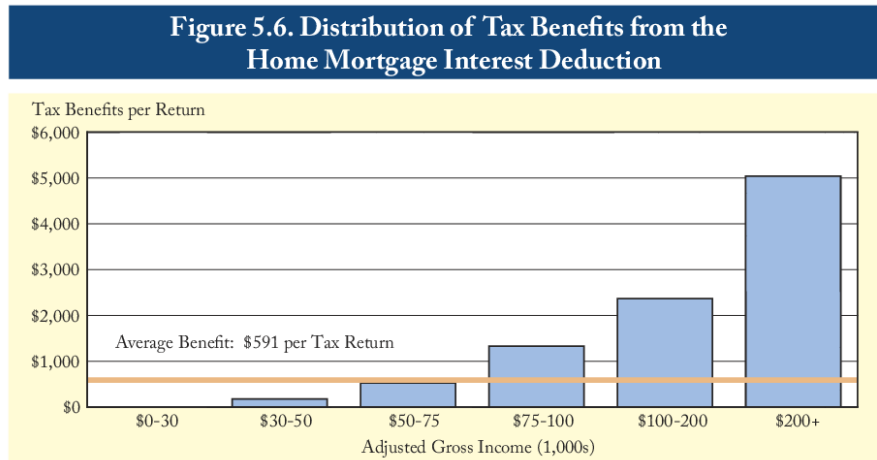 Figure 5.6. Distribution of Tax Benefits from the
Home Mortgage Interest Deduction
Tax Benefits per Return
$6,000
$5,000
$4,000
$3,000
$2,000
Average Benefit: $591 per Tax Return
$1,000
$0
$0-30 $30-50 $50-75 $75-100 $100-200 $200+
Adjusted Gross Income (1,000s)